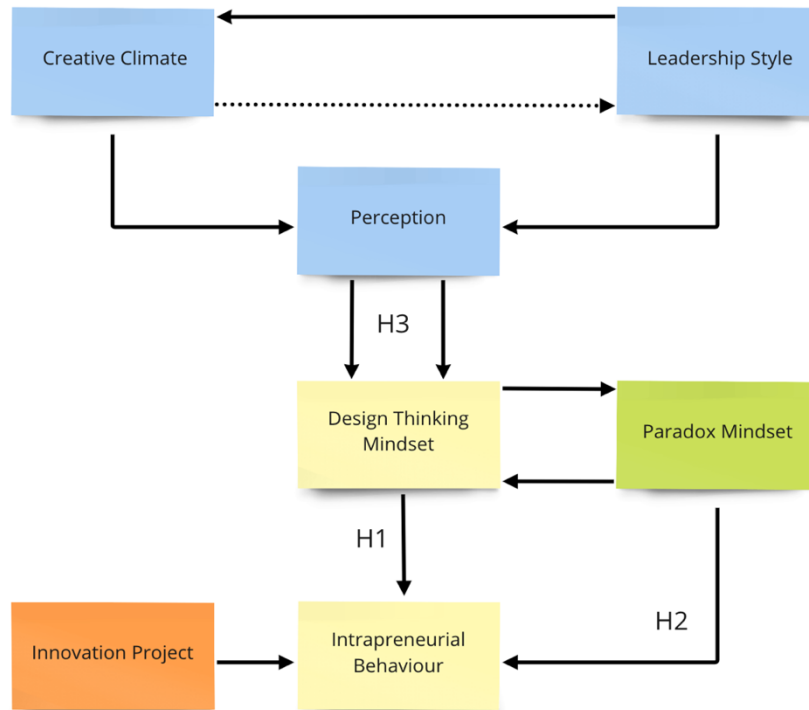 Creative Climate
Leadership Style
Perception
H3
Design Thinking
Mindset
Paradox Mindset
H1
H2
Innovation Project
Intrapreneurial
Behaviour